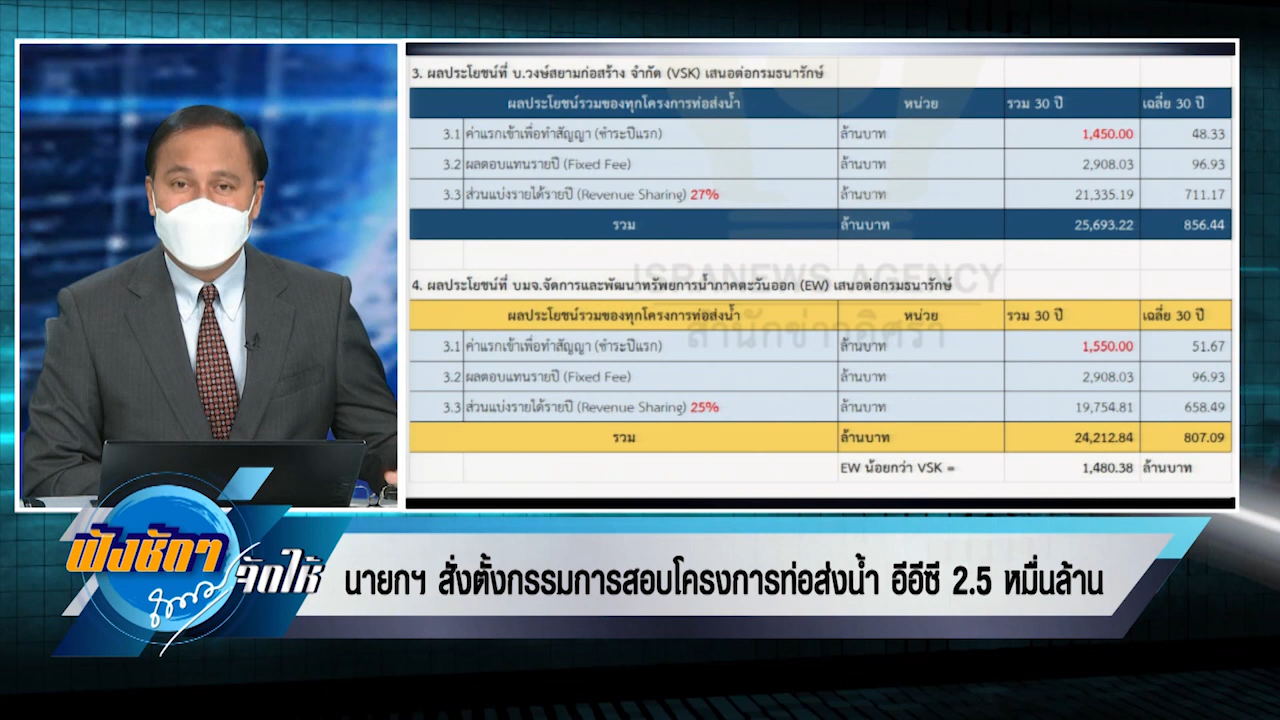 3. ผลประโยชน์ที่ บ.วงษ์สยามก่อสร้าง จำกัด (VSK) เสนอต่อกรมธนารักษ์
ผลประโยชน์รวมของทุกโครงการท่อส่งน้ำ หน่วย รวม 30 ปี เฉลี่ย 30 ปี
3.1 ค่าแรกเข้าเพื่อทำสัญญา (ชำระปีแรก) ล้านบาท 1,450.00 48.33
3.2 ผลตอบแทนรายปี (Fixed Fee) ล้านบาท 2,908.03 96.93
3.3 ส่วนแบ่งรายได้รายปี (Revenue Sharing) 27% ล้านบาท 21,335.19 711.17
รวม ล้านบาท 25,693.22 856.44
ISRANEWS AGENCY
4. ผลประโยชน์ที่ บมจ.จัดการและพัฒนาทรัพยการน้ำภาคตะวันออก (EW) เสนอต่อกรมธนารักษ์
ผลประโยชน์รวมของทุกโครงการท่อส่งน้ำ หน่วย รวม 30 ปี เฉลี่ย 30 ปี
สำนักข่าวอิศรา
3.1 ค่าแรกเข้าเพื่อทำสัญญา (ชำระปีแรก) ล้านบาท 1,550.00 51.67
3.2 ผลตอบแทนรายปี (Fixed Fee) ล้านบาท 2,908.03 96.93
3.3 ส่วนแบ่งรายได้รายปี (Revenue Sharing) 25% ล้านบาท 19,754.81 658.49
รวม ล้านบาท 24,212.84 807.09
EW น้อยกว่า VSK = 1,480.38 ล้านบาท
ฟังชัดๆ
จัดให้
นายกฯ สั่งตั้งกรรมการสอบโครงการท่อส่งน้ำ อีอีซี 2.5 หมื่นล้าน